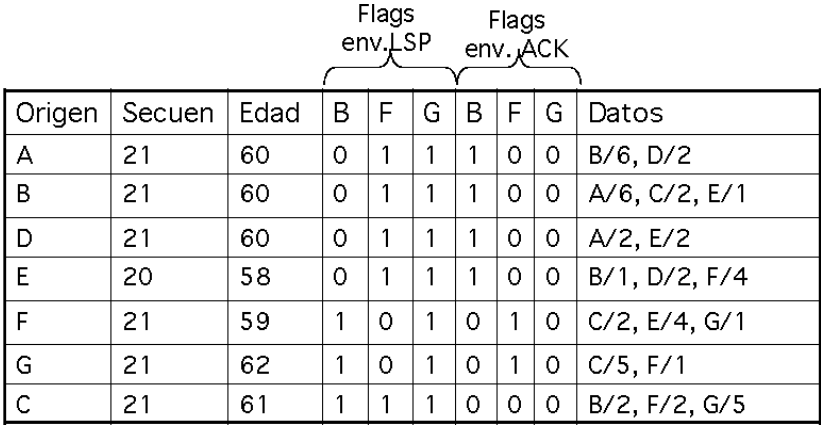 Flags Flags
env.LSP env. ACK
Origen Secuen Edad B F G B F G Datos
A 21 60 0 1 1 1 0 0 B/6, D/2
B 21 60 0 1 1 1 0 0 A/6, C/2, E/1
D 21 60 0 1 1 1 0 0 A/2, E/2
E 20 58 0 1 1 1 0 0 B/1, D/2, F/4
F 21 59 1 0 1 0 1 0 C/2, E/4, G/1
G 21 62 1 0 1 0 1 0 C/5, F/1
C 21 61 1 1 1 0 0 0 B/2, F/2, G/5